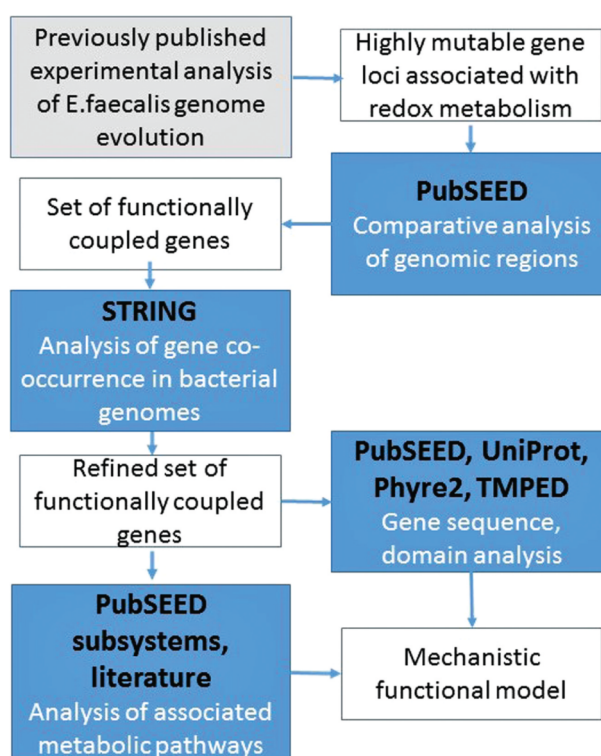 Previously published
experimental analysis
of E.faecalis genome
evolution
Highly mutable gene
loci associated with
redox metabolism
PubSEED
Comparative analysis
of genomic regions
Set of functionally
coupled genes
STRING
Analysis of gene co-
occurrence in bacterial
genomes
Refined set of
functionally coupled
genes
PubSEED, UniProt,
Phyre2, TMPED
Gene sequence,
domain analysis
PubSEED
subsystems,
literature
Analysis of associated
metabolic pathways
Mechanistic
functional model